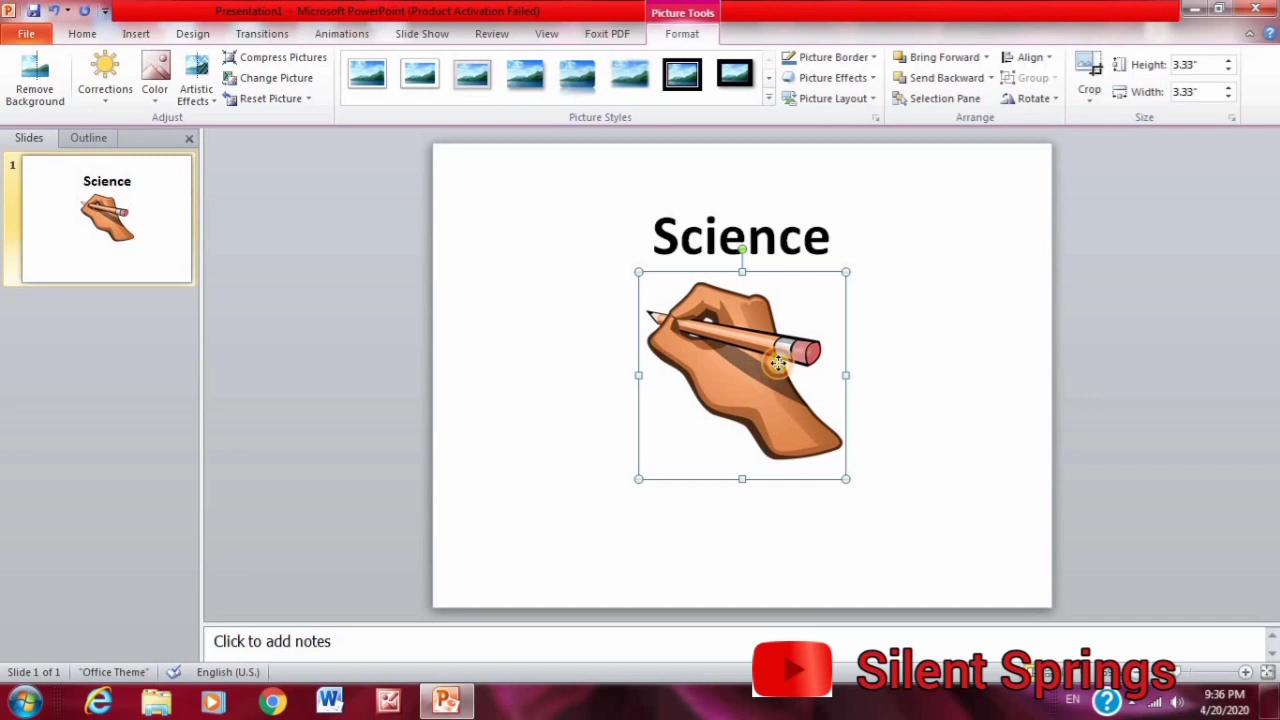 Presentation1 - Microsoft PowerPoint (Product Activation Failed)
Picture Tools
File Home Insert Design Transitions Animations Slide Show Review View Foxit PDF Format
Remove Background
Corrections
Color
Artistic Effects
Compress Pictures
Change Picture
Reset Picture
Adjust
Picture Styles
Picture Border
Picture Effects
Picture Layout
Bring Forward
Send Backward
Selection Pane
Align
Group
Rotate
Arrange
Crop
Height: 3.33"
Width: 3.33"
Size
Slides Outline
1
Science
Science
Click to add notes
Slide 1 of 1 "Office Theme" English (U.S.)
Silent Springs
EN
9:36 PM
4/20/2020